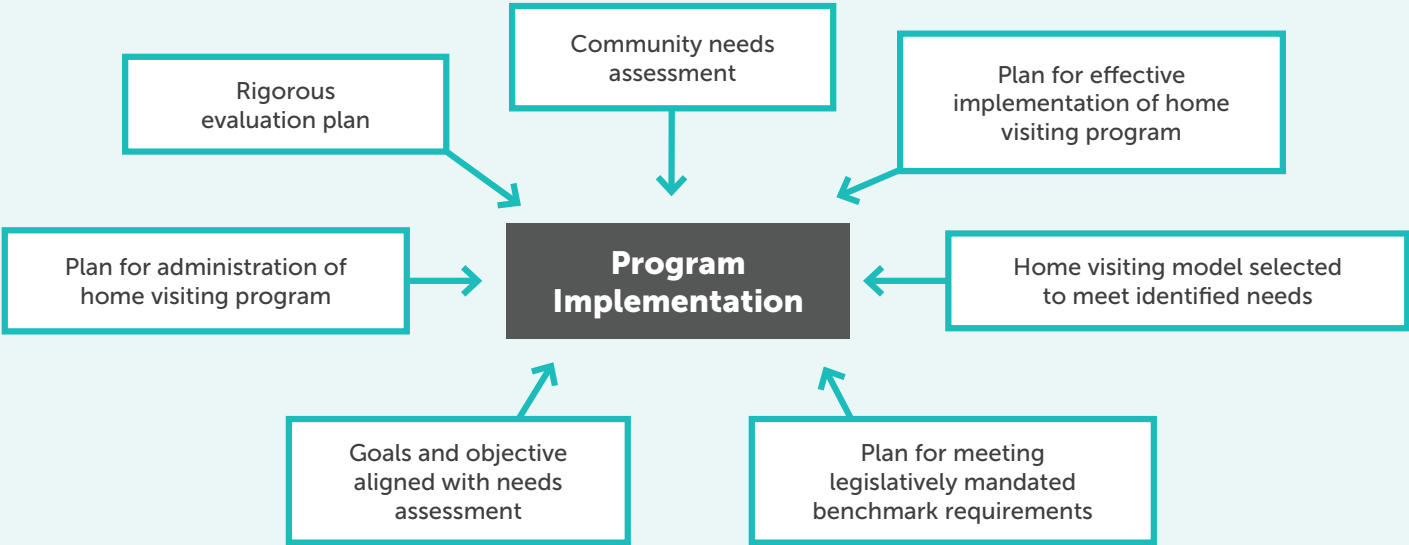 Community needs
assessment
Rigorous
evaluation plan
Plan for effective
implementation of home
visiting program
Plan for administration of
home visiting program
Program
Implementation
Home visiting model selected
to meet identified needs
Goals and objective
aligned with needs
assessment
Plan for meeting
legislatively mandated
benchmark requirements